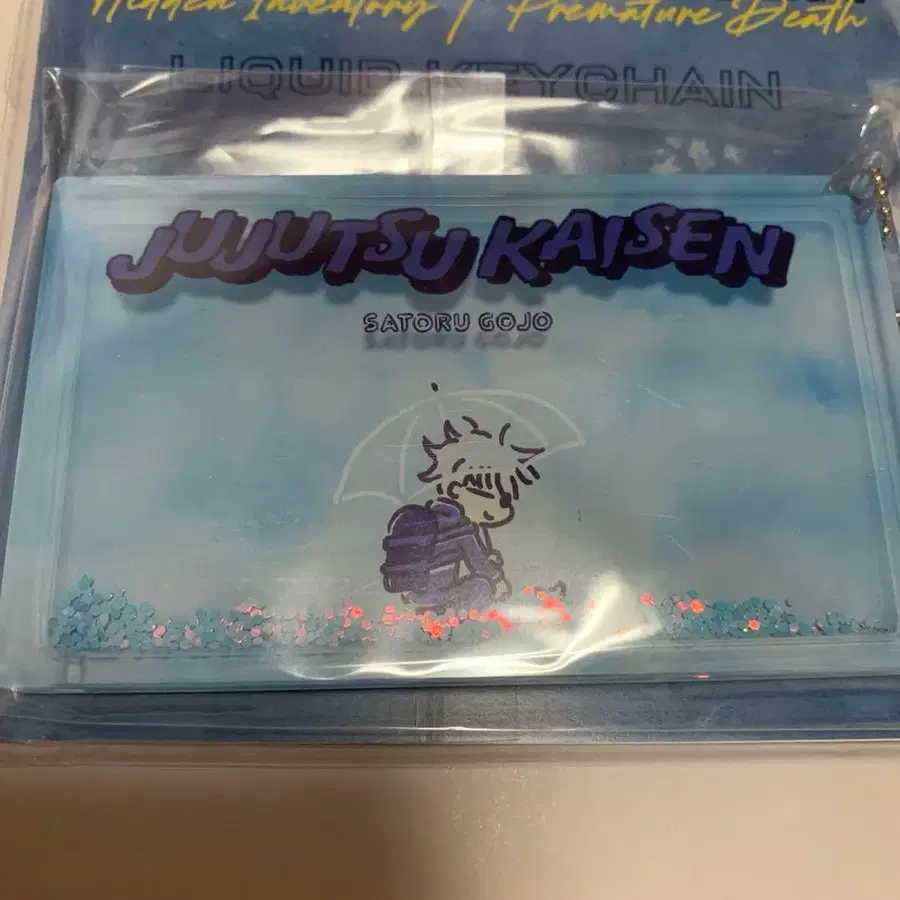 Hidden Inventory / Premature Death
LIQUID KEYCHAIN
JUJUTSU KAISEN
SATORU GOJO